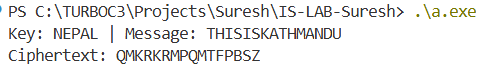 PS C:\TURBOC3\Projects\Suresh\IS-LAB-Suresh> .\a.exe
Key: NEPAL | Message: THISISKATHMANDU
Ciphertext: QMKRKRMPQMTFPBSZ